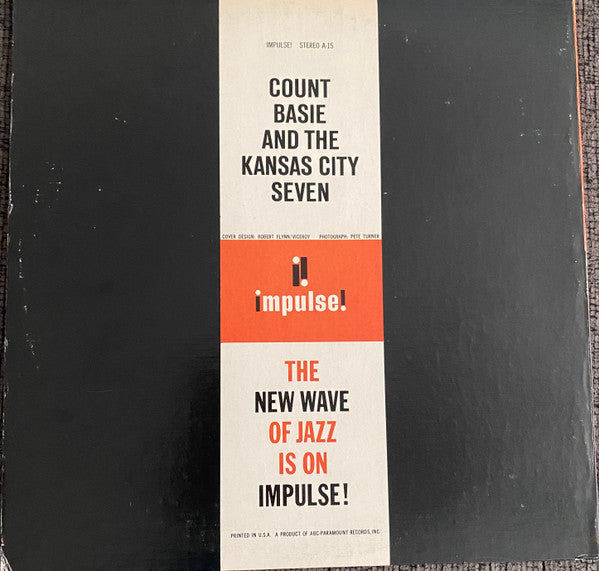 IMPULSE! STEREO A-15
COUNT
BASIE
AND THE
KANSAS CITY
SEVEN
COVER DESIGN: ROBERT FLYNN/VICEROY PHOTOGRAPH: PETE TURNER
i!
impulse!
THE
NEW WAVE
OF JAZZ
IS ON
IMPULSE!
PRINTED IN U.S.A. A PRODUCT OF ABC-PARAMOUNT RECORDS, INC.